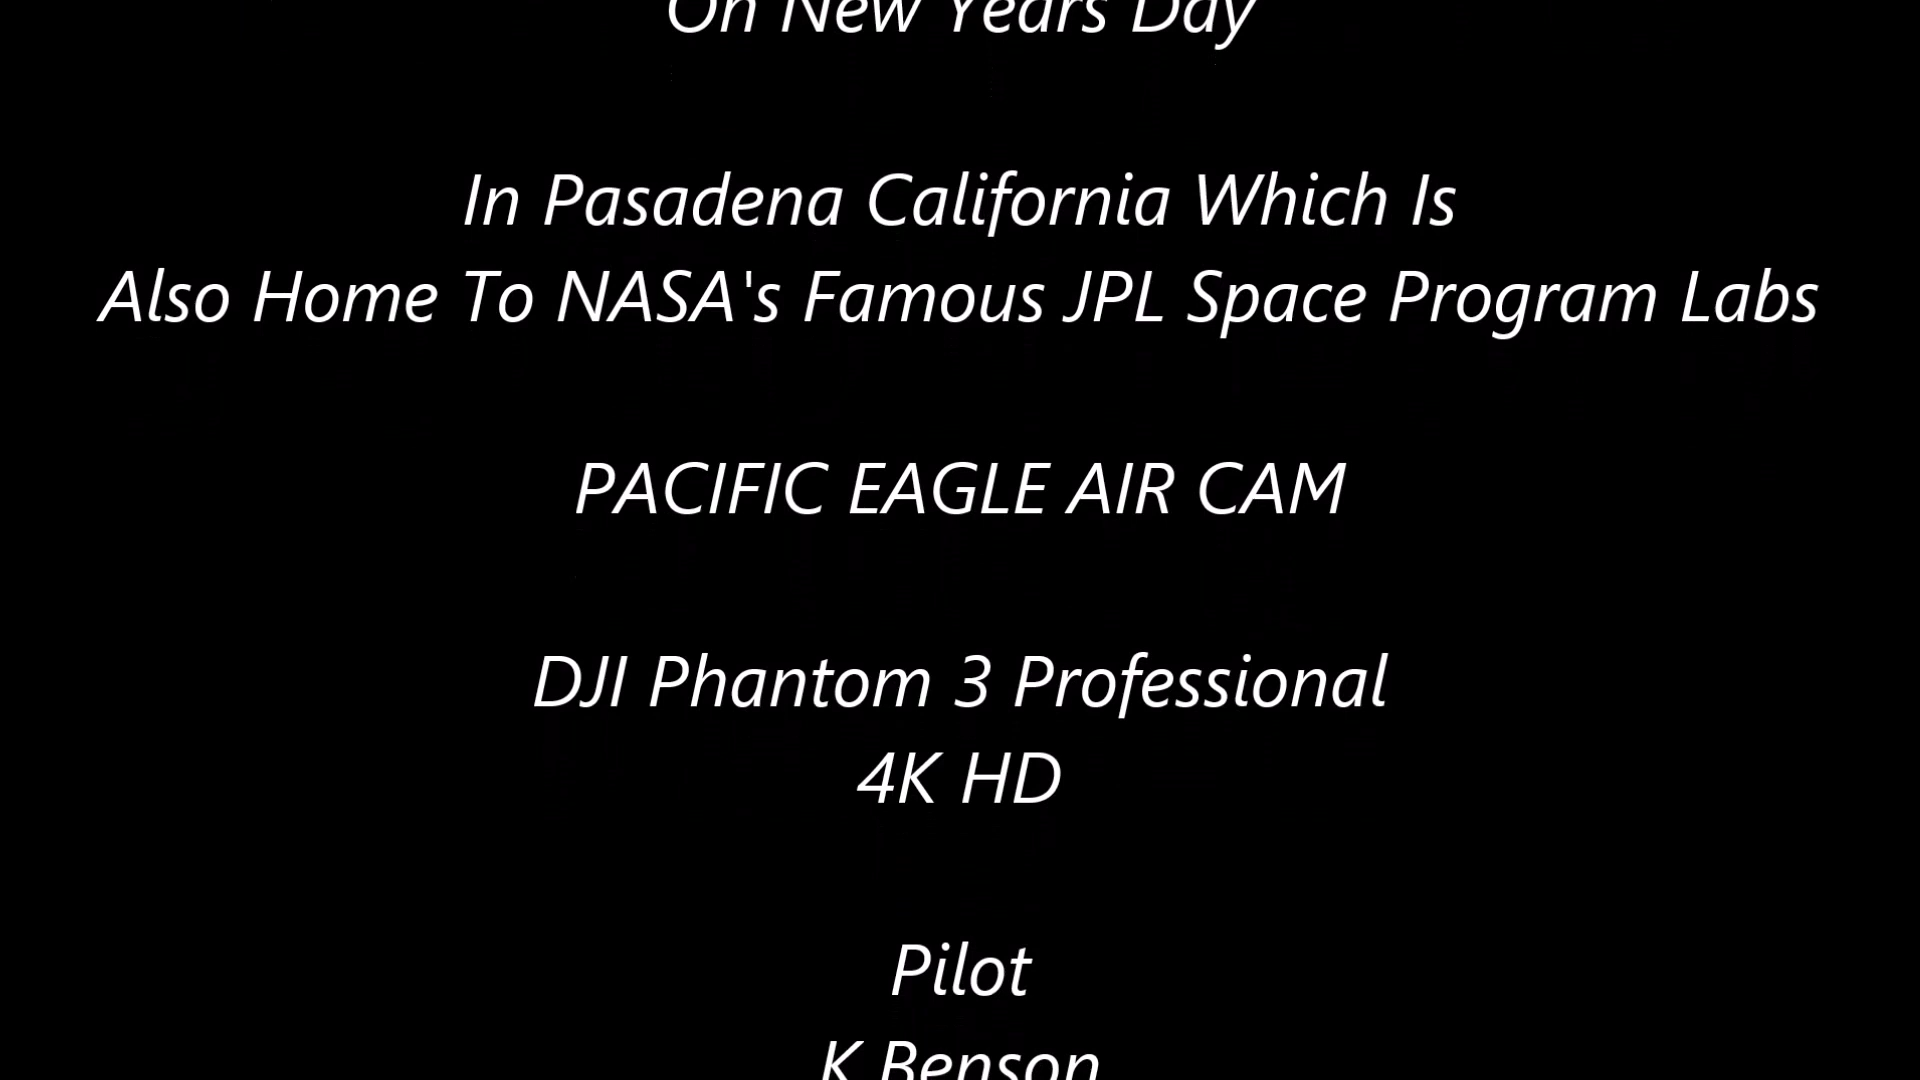 On New Years Day
In Pasadena California Which Is
Also Home To NASA's Famous JPL Space Program Labs
PACIFIC EAGLE AIR CAM
DJI Phantom 3 Professional
4K HD
Pilot
K Benson